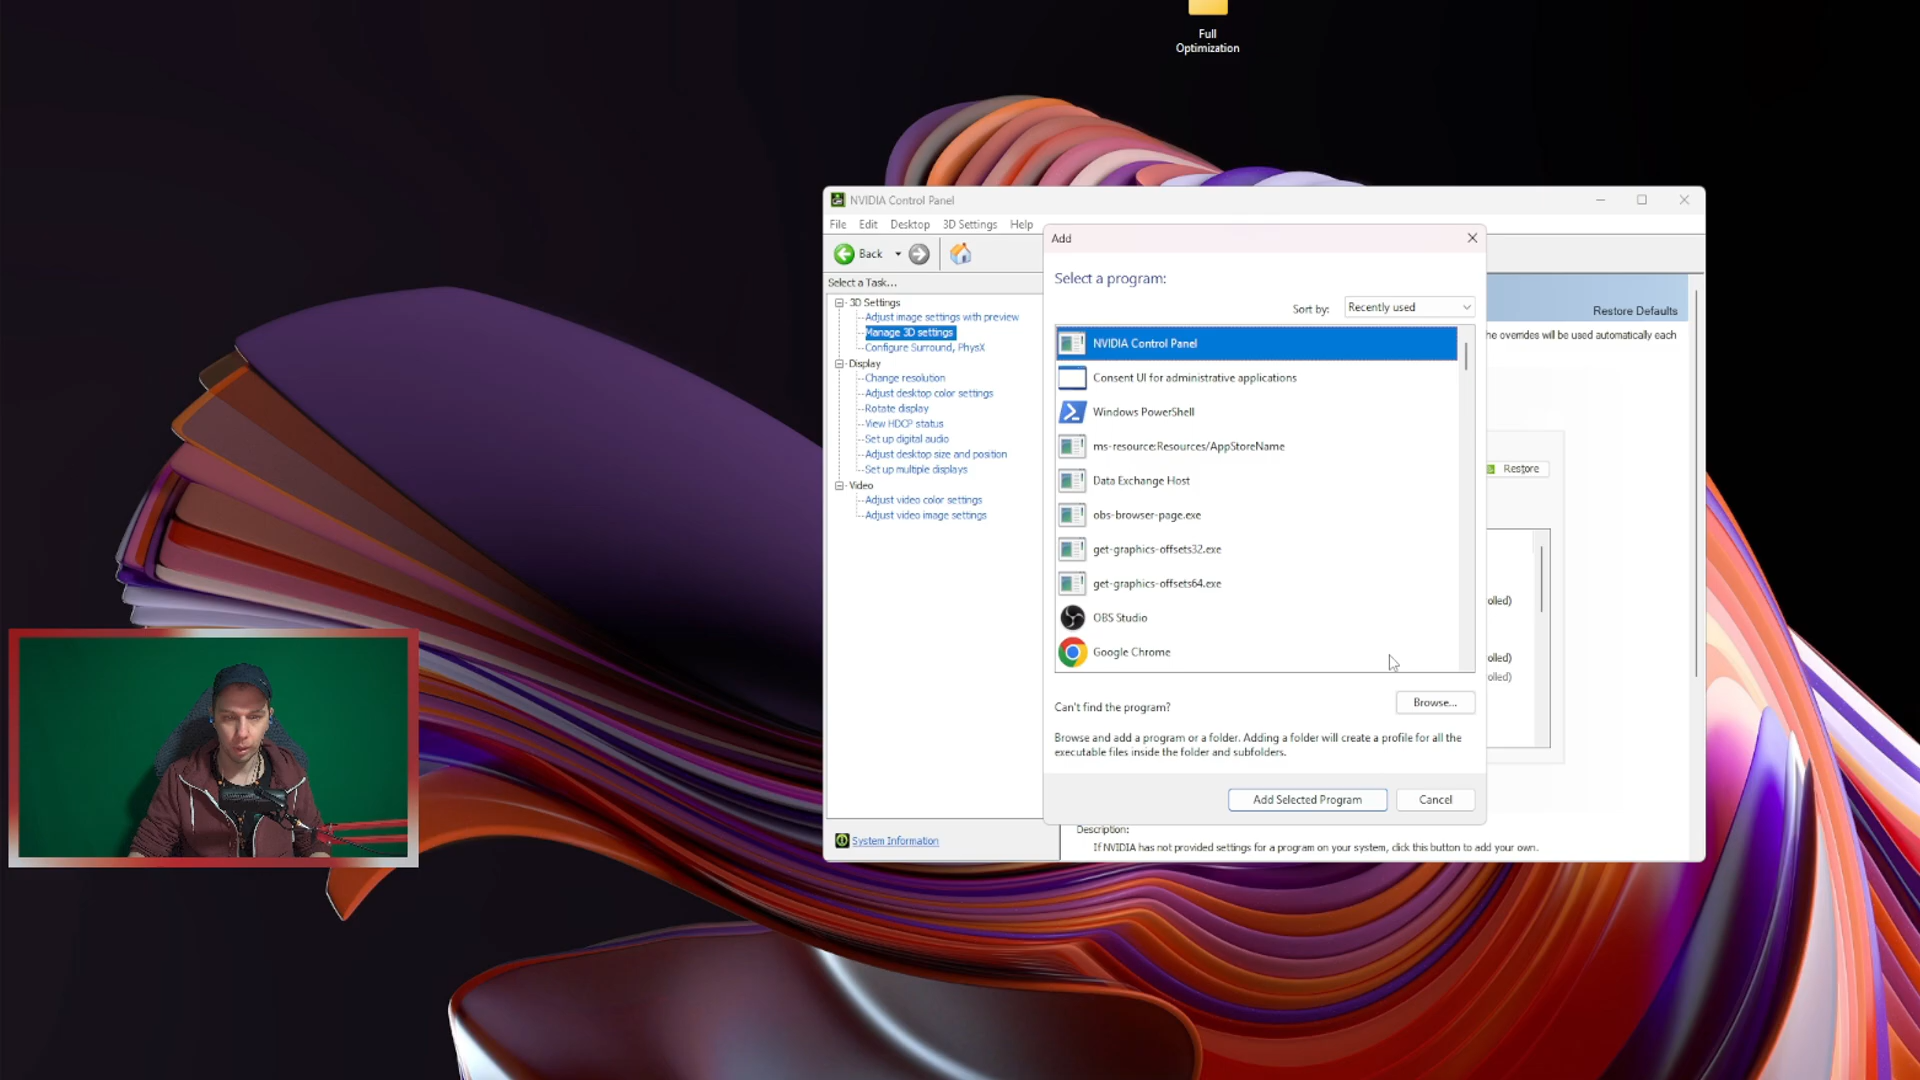 Full
Optimization
NVIDIA Control Panel
File Edit Desktop 3D Settings Help
Back
Select a Task...
3D Settings
Adjust image settings with preview
Manage 3D settings
Configure Surround, PhysX
Display
Change resolution
Adjust desktop color settings
Rotate display
View HDCP status
Set up digital audio
Adjust desktop size and position
Set up multiple displays
Video
Adjust video color settings
Adjust video image settings
System Information
Add
Select a program:
Sort by: Recently used
NVIDIA Control Panel
Consent UI for administrative applications
Windows PowerShell
ms-resource:Resources/AppStoreName
Data Exchange Host
obs-browser-page.exe
get-graphics-offsets32.exe
get-graphics-offsets64.exe
OBS Studio
Google Chrome
Can't find the program?
Browse...
Browse and add a program or a folder. Adding a folder will create a profile for all the
executable files inside the folder and subfolders.
Add Selected Program
Cancel
Restore Defaults
he overrides will be used automatically each
Restore
olled)
olled)
olled)
Description:
If NVIDIA has not provided settings for a program on your system, click this button to add your own.